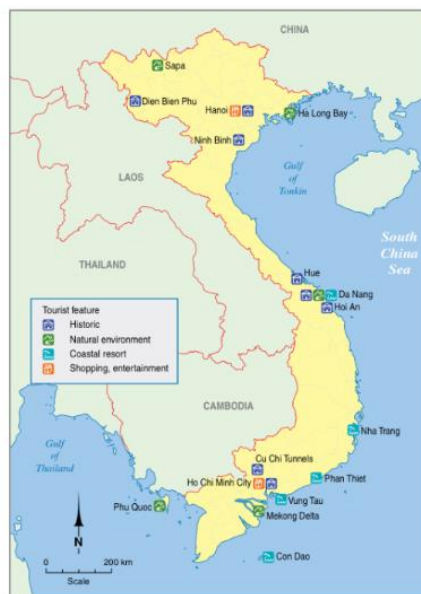 CHINA
Sapa
Dien Bien Phu
Hanoi
Ha Long Bay
Ninh Binh
Gulf
of
Tonkin
LAOS
South
China
Sea
THAILAND
Hue
Da Nang
Hoi An
Tourist feature
Historic
Natural environment
Coastal resort
Shopping, entertainment
CAMBODIA
Nha Trang
Gulf
of
Thailand
Cu Chi Tunnels
Ho Chi Minh City
Phan Thiet
Vung Tau
Phu Quoc
Mekong Delta
N
Con Dao
0 200 km
Scale